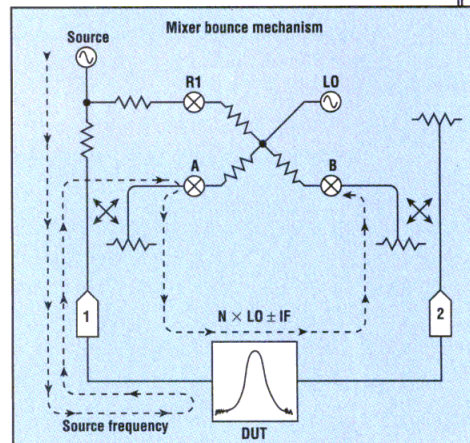 Mixer bounce mechanism
Source
R1
LO
A
B
N × LO ± IF
1
2
Source frequency
DUT